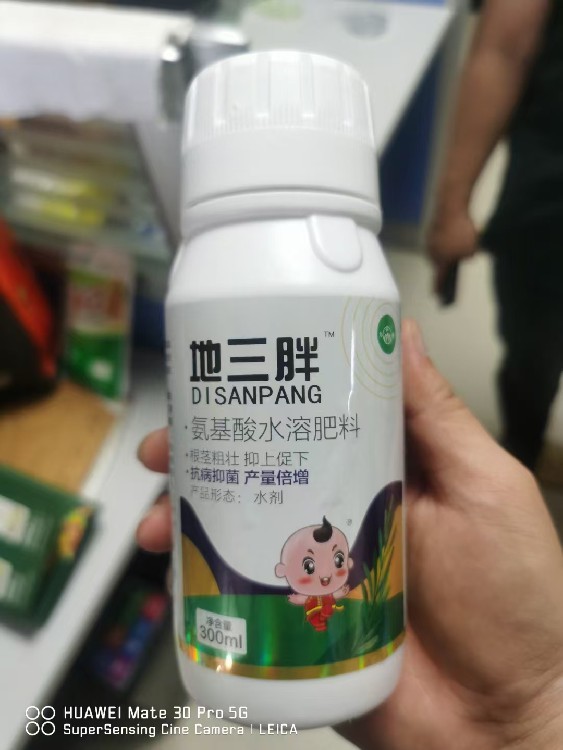 地三胖™
DISANPANG
·氨基酸水溶肥料
·根茎粗壮 抑上促下
·抗病抑菌 产量倍增
产品形态：水剂
净含量
300ml
HUAWEI Mate 30 Pro 5G
SuperSensing Cine Camera | LEICA